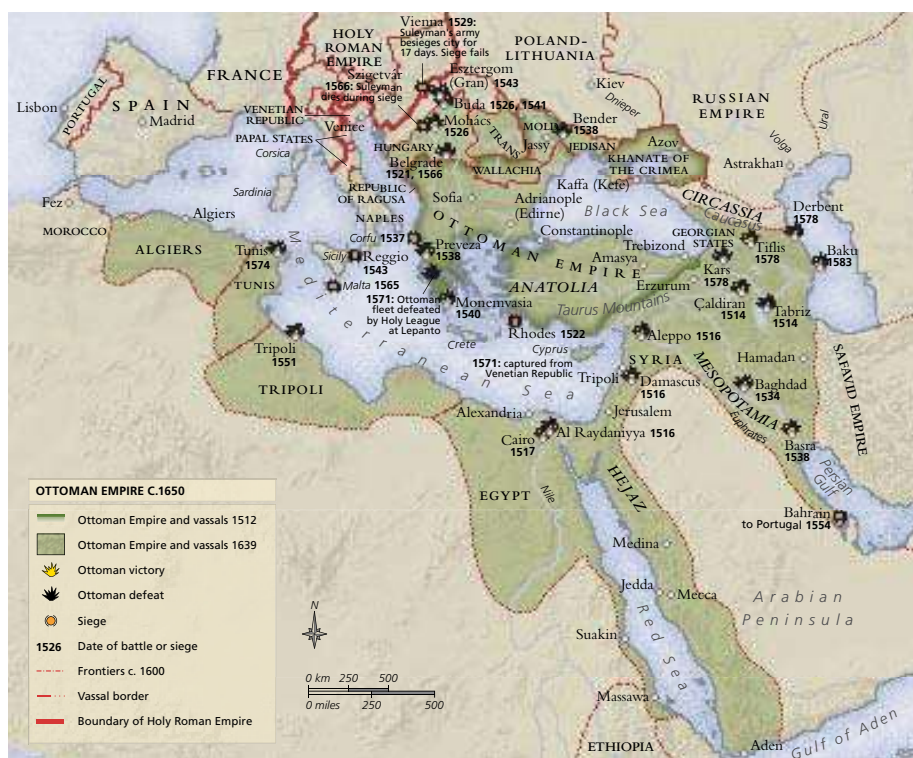 Vienna 1529:
Suleyman's army
besieges city for
17 days. Siege fails
HOLY
ROMAN
EMPIRE
POLAND-
LITHUANIA
FRANCE
Szigetvár
1566: Suleyman
dies during siege
Esztergom
(Gran) 1543
Kiev
Dnieper
RUSSIAN
EMPIRE
Ural
Lisbon
PORTUGAL
SPAIN
Madrid
VENETIAN
REPUBLIC
Venice
PAPAL STATES
Corsica
Buda 1526, 1541
Mohács
1526
TRANS.
MOLD.
Jassy
Bender
1538
JEDISAN
Azov
KHANATE OF
THE CRIMEA
Volga
Astrakhan
HUNGARY
Belgrade
1521, 1566
WALLACHIA
Sardinia
REPUBLIC
OF RAGUSA
Sofia
Kaffa (Kefe)
CIRCASSIA
Caucasus
Derbent
1578
Fez
MOROCCO
Algiers
NAPLES
Adrianople
(Edirne)
Black Sea
Constantinople
GEORGIAN
STATES
Tiflis
1578
Baku
1583
ALGIERS
Tunis
1574
TUNIS
Corfu 1537
Sicily
Reggio
1543
Malta 1565
Preveza
1538
OTTOMAN EMPIRE
Trebizond
Amasya
Kars
1578
Erzurum
ANATOLIA
Taurus Mountains
Çaldiran
1514
Tabriz
1514
1571: Ottoman
fleet defeated
by Holy League
at Lepanto
Monemvasia
1540
Rhodes 1522
Mediterranean Sea
Tripoli
1551
Crete
Cyprus
1571: captured from
Venetian Republic
Aleppo 1516
SYRIA
MESOPOTAMIA
Hamadan
SAFAVID EMPIRE
TRIPOLI
Tripoli
Damascus
1516
Baghdad
1534
Euphrates
Alexandria
Jerusalem
Cairo
1517
Al Raydaniyya 1516
Basra
1538
Persian
Gulf
EGYPT
Nile
HEJAZ
Bahrain
to Portugal 1554
Medina
Jedda
Mecca
Arabian
Peninsula
Red Sea
Suakin
Massawa
ETHIOPIA
Aden
Gulf of Aden
OTTOMAN EMPIRE C.1650
Ottoman Empire and vassals 1512
Ottoman Empire and vassals 1639
Ottoman victory
Ottoman defeat
Siege
1526 Date of battle or siege
Frontiers c. 1600
Vassal border
Boundary of Holy Roman Empire
N
0 km 250 500
0 miles 250 500